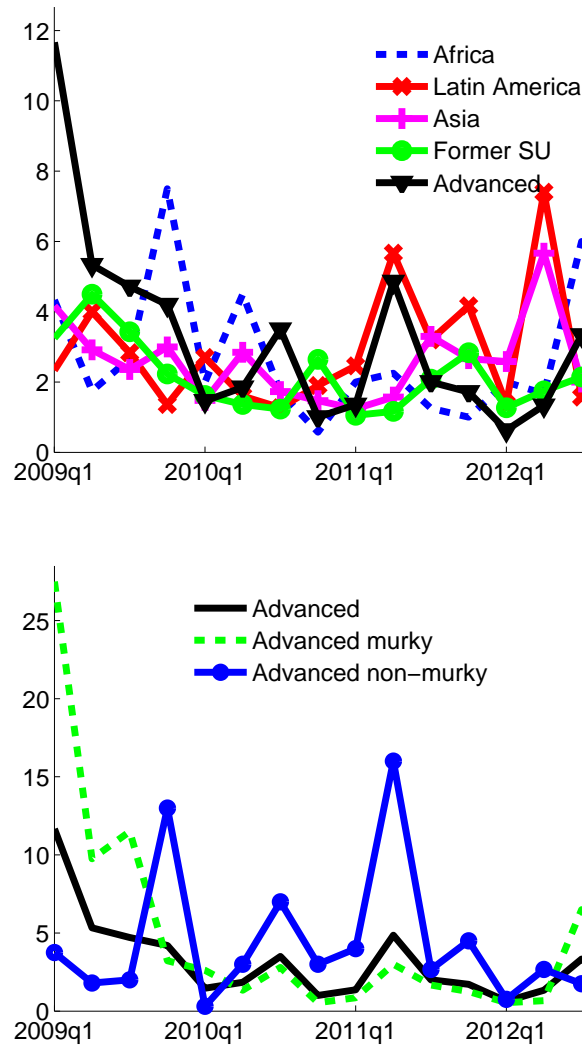 12
Africa
10
Latin America
Asia
8
Former SU
Advanced
6
4
2
0
2009q1 2010q1 2011q1 2012q1
25
Advanced
Advanced murky
Advanced non−murky
20
15
10
5
0
2009q1 2010q1 2011q1 2012q1